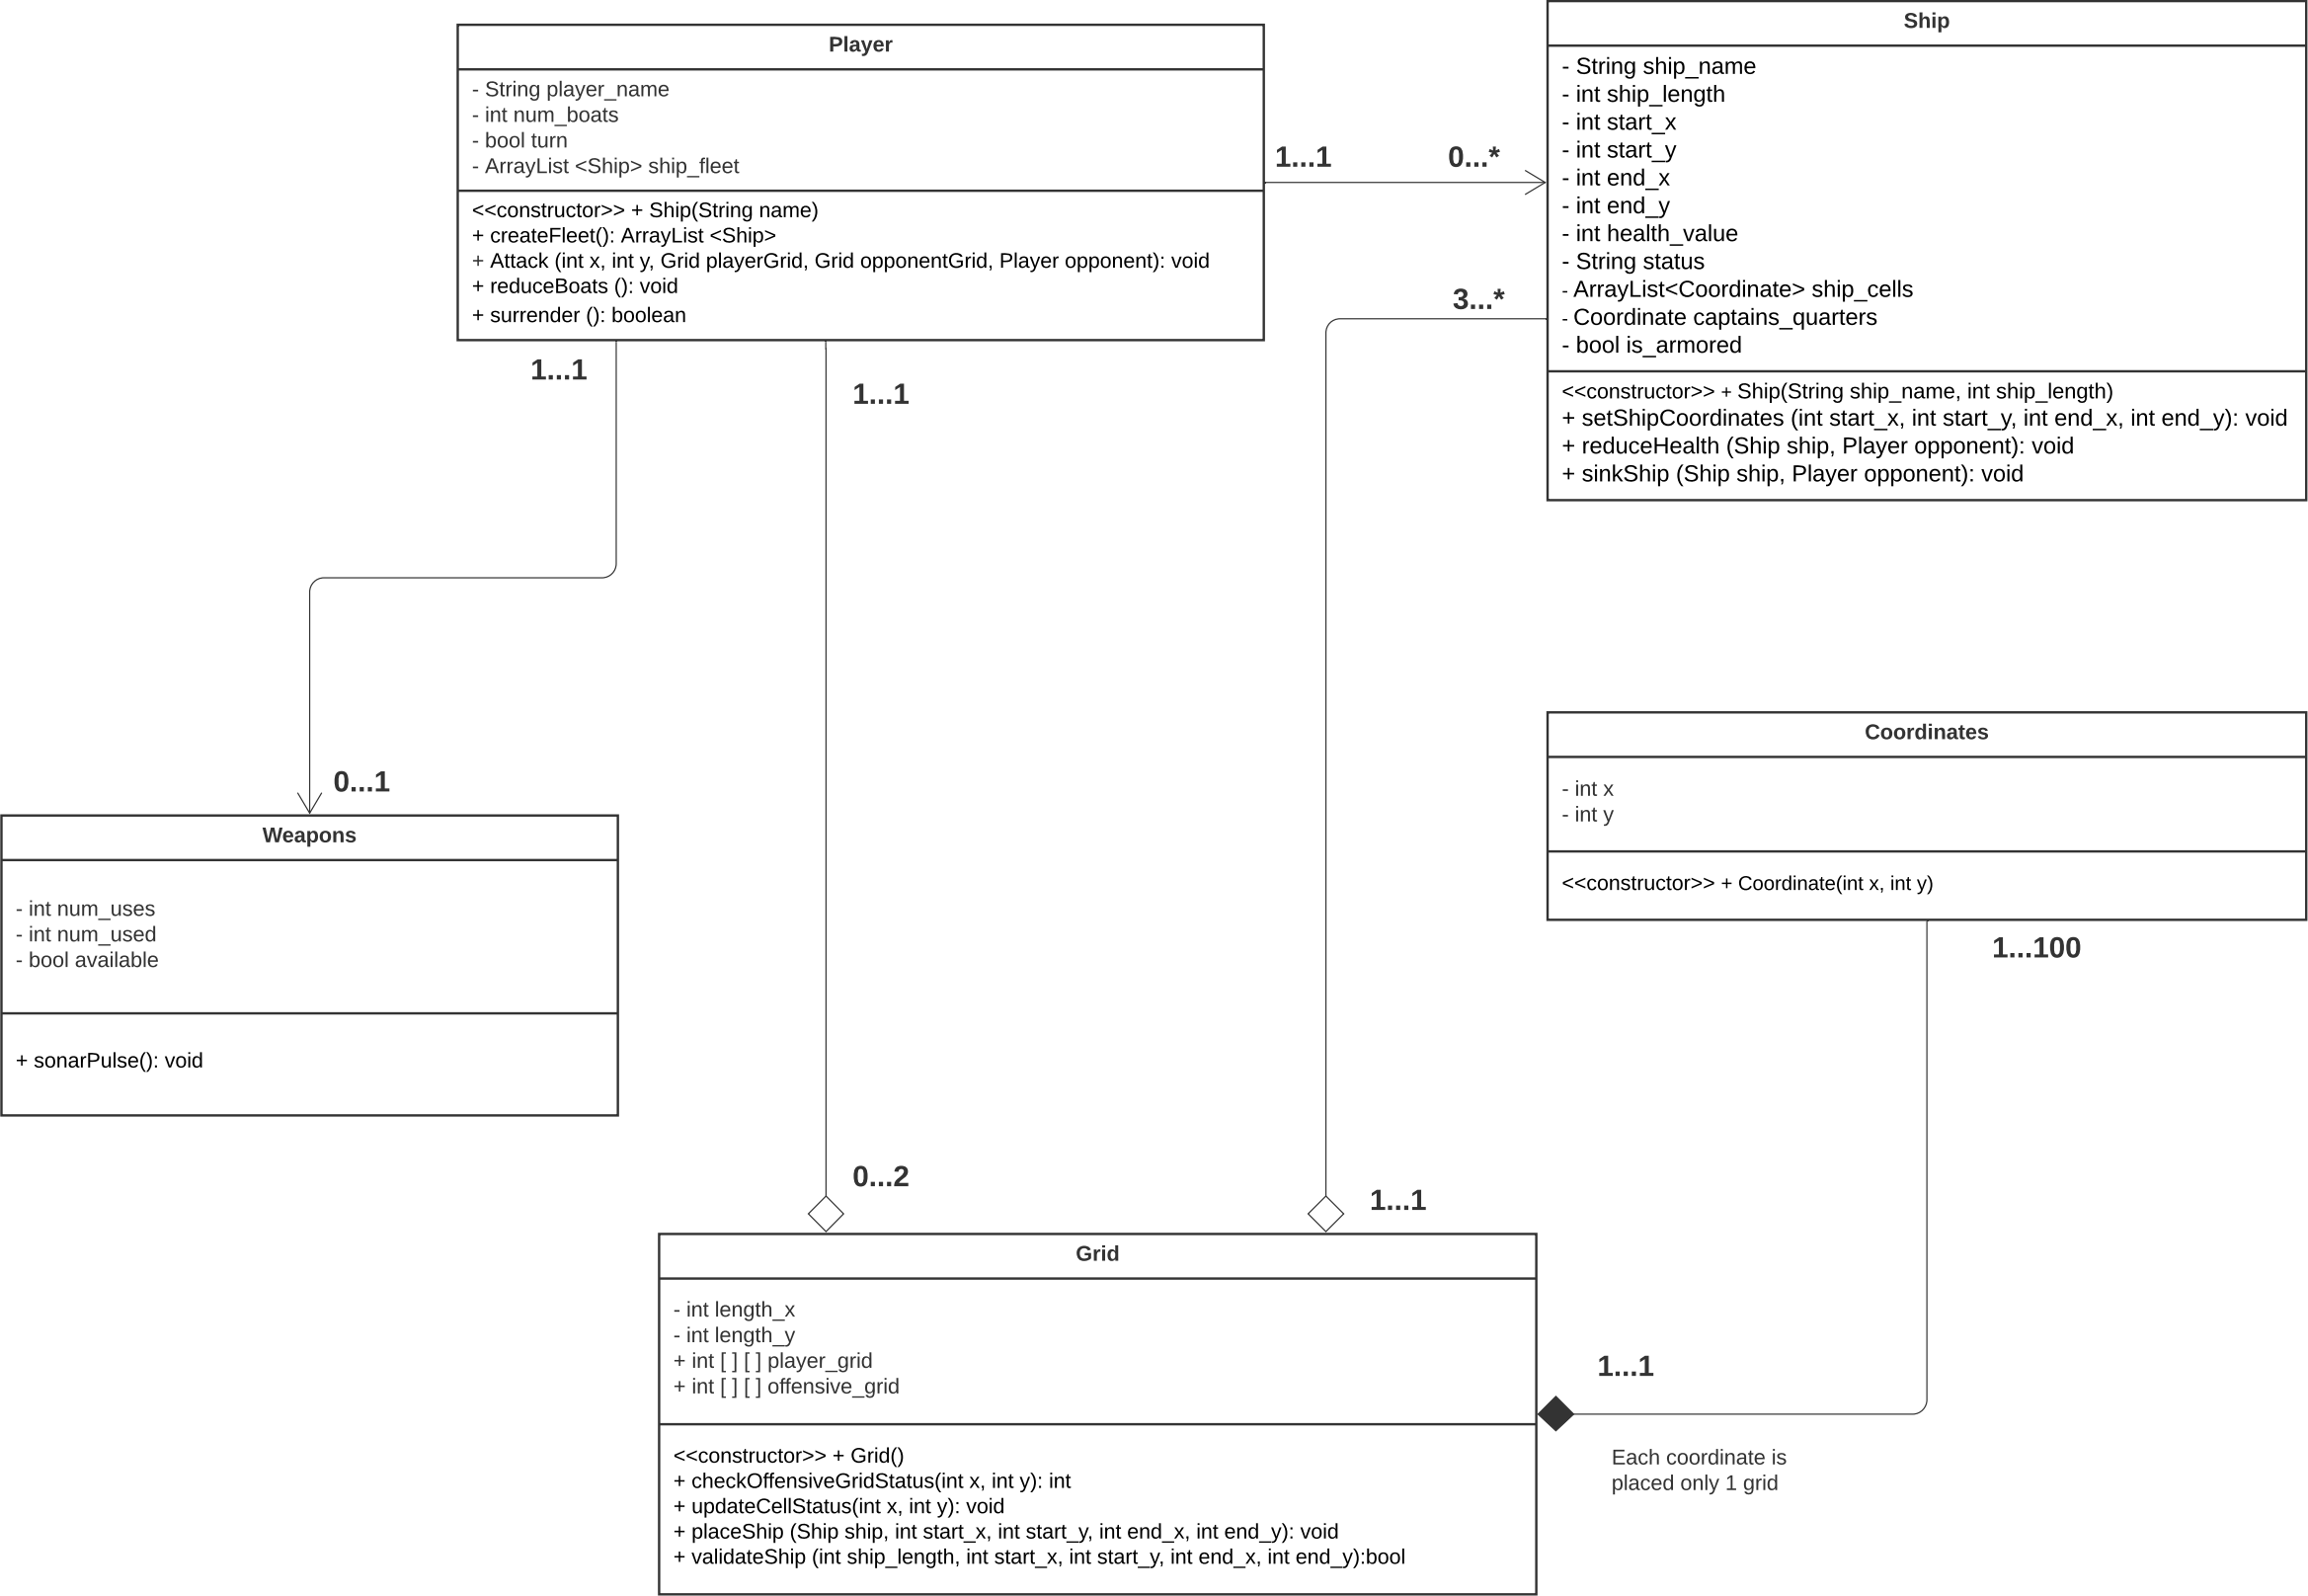 Player
- String player_name
- int num_boats
- bool turn
- ArrayList <Ship> ship_fleet
<<constructor>> + Ship(String name)
+ createFleet(): ArrayList <Ship>
+ Attack (int x, int y, Grid playerGrid, Grid opponentGrid, Player opponent): void
+ reduceBoats (): void
+ surrender (): boolean
1...1
0...*
Ship
- String ship_name
- int ship_length
- int start_x
- int start_y
- int end_x
- int end_y
- int health_value
- String status
- ArrayList<Coordinate> ship_cells
- Coordinate captains_quarters
- bool is_armored
<<constructor>> + Ship(String ship_name, int ship_length)
+ setShipCoordinates (int start_x, int start_y, int end_x, int end_y): void
+ reduceHealth (Ship ship, Player opponent): void
+ sinkShip (Ship ship, Player opponent): void
3...*
1...1
1...1
0...1
Weapons
- int num_uses
- int num_used
- bool available
+ sonarPulse(): void
Coordinates
- int x
- int y
<<constructor>> + Coordinate(int x, int y)
1...100
0...2
1...1
Grid
- int length_x
- int length_y
+ int [ ] [ ] player_grid
+ int [ ] [ ] offensive_grid
<<constructor>> + Grid()
+ checkOffensiveGridStatus(int x, int y): int
+ updateCellStatus(int x, int y): void
+ placeShip (Ship ship, int start_x, int start_y, int end_x, int end_y): void
+ validateShip (int ship_length, int start_x, int start_y, int end_x, int end_y):bool
1...1
Each coordinate is
placed only 1 grid